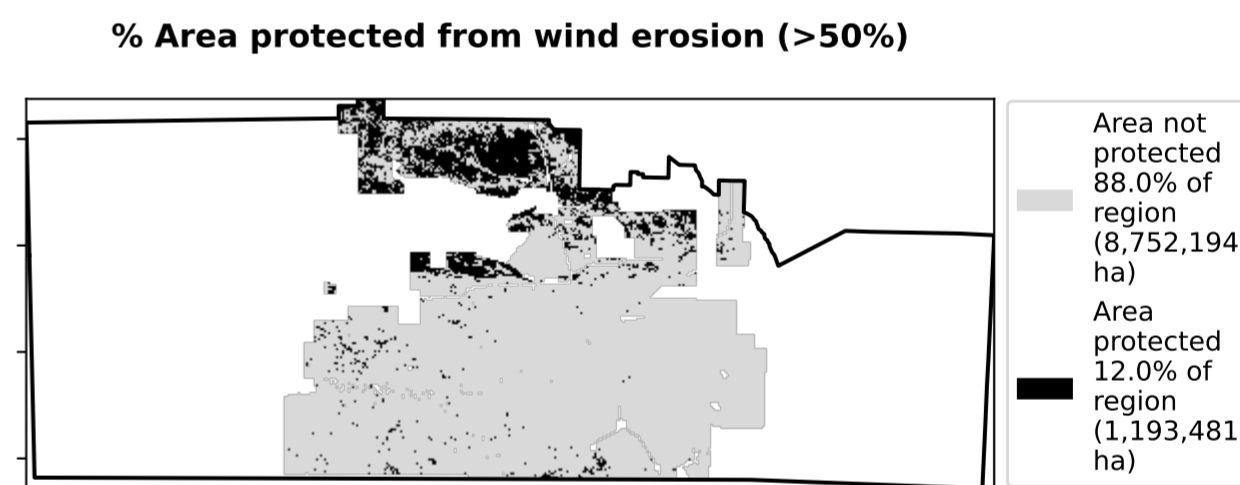 % Area protected from wind erosion (>50%)
Area not
protected
88.0% of
region
(8,752,194
ha)
Area
protected
12.0% of
region
(1,193,481
ha)